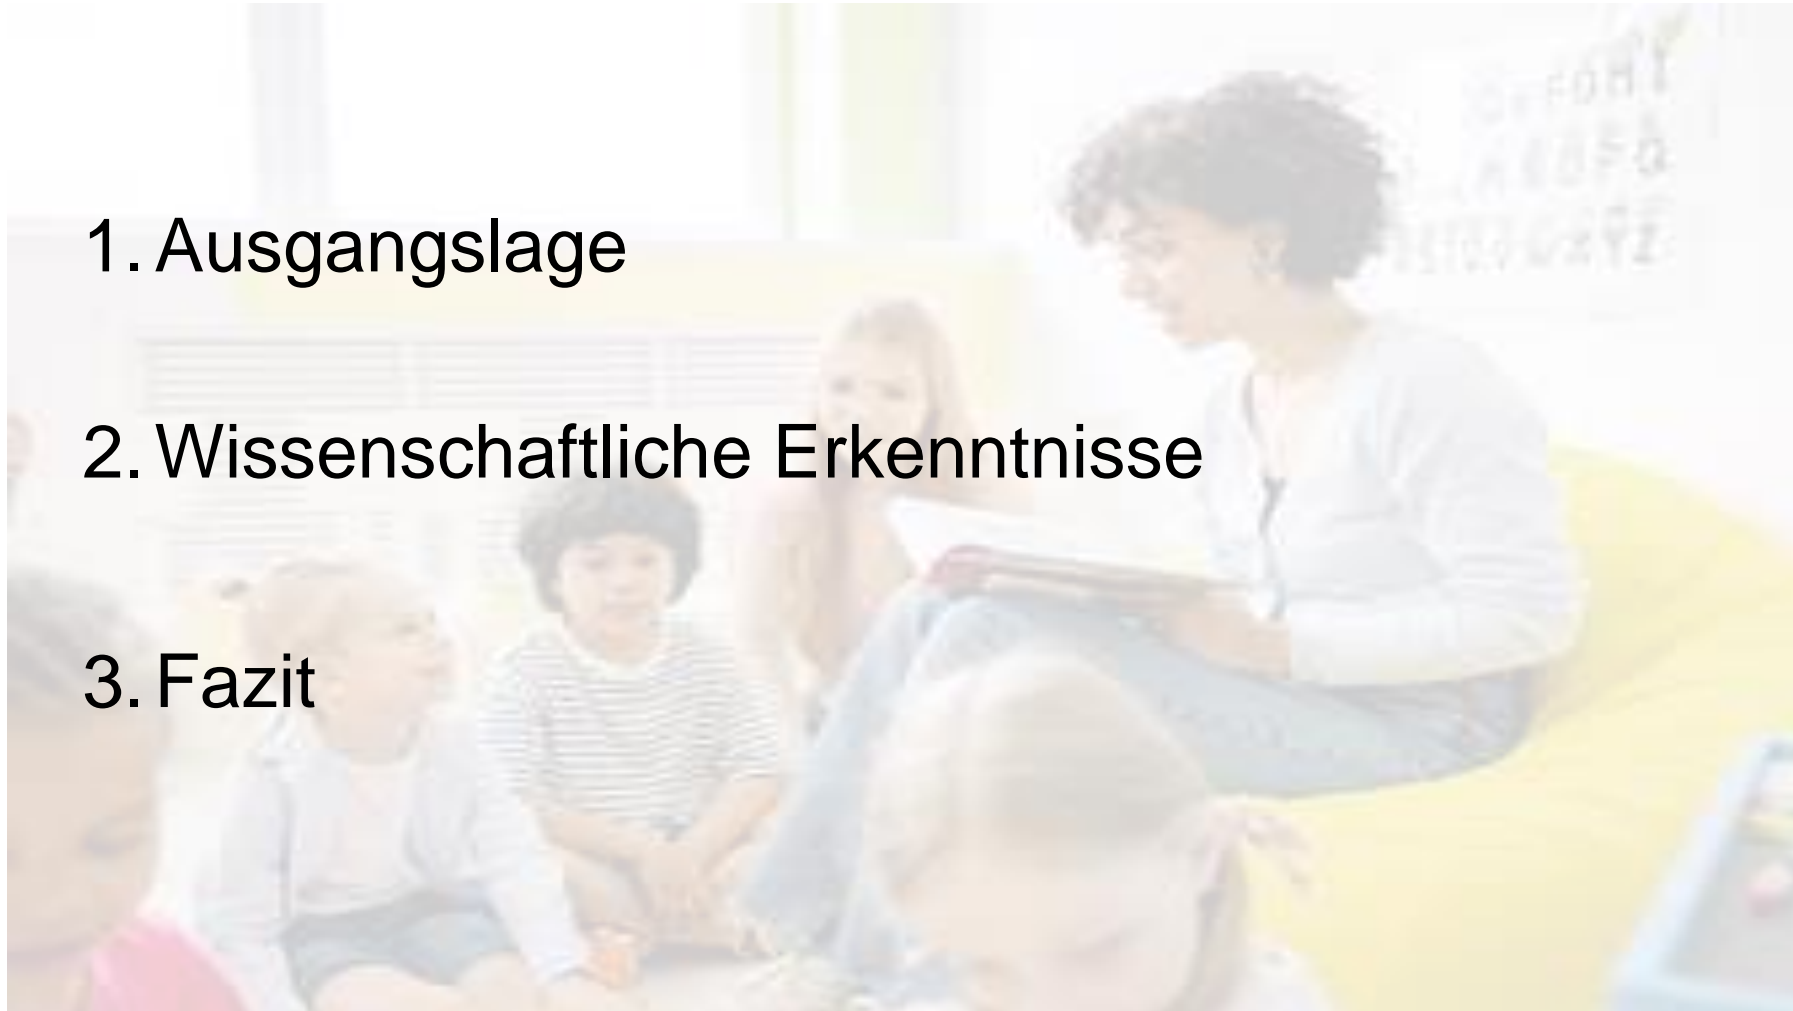 1. Ausgangslage
2. Wissenschaftliche Erkenntnisse
3. Fazit